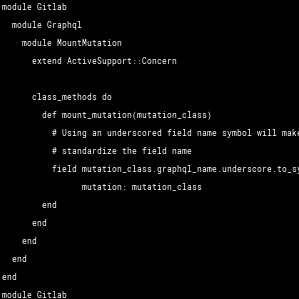 module Gitlab
  module Graphql
    module MountMutation
      extend ActiveSupport::Concern

      class_methods do
        def mount_mutation(mutation_class)
          # Using an underscored field name symbol will make
          # standardize the field name
          field mutation_class.graphql_name.underscore.to_sy
                mutation: mutation_class
        end
      end
    end
  end
end
module Gitlab